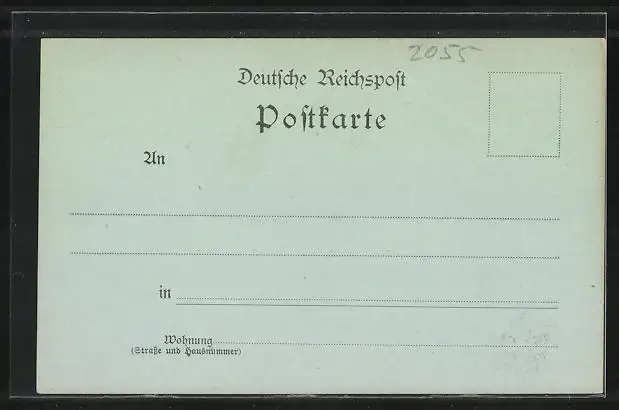 2055
Deutsche Reichspost
Postkarte
An
in
Wohnung
(Straße und Hausnummer)